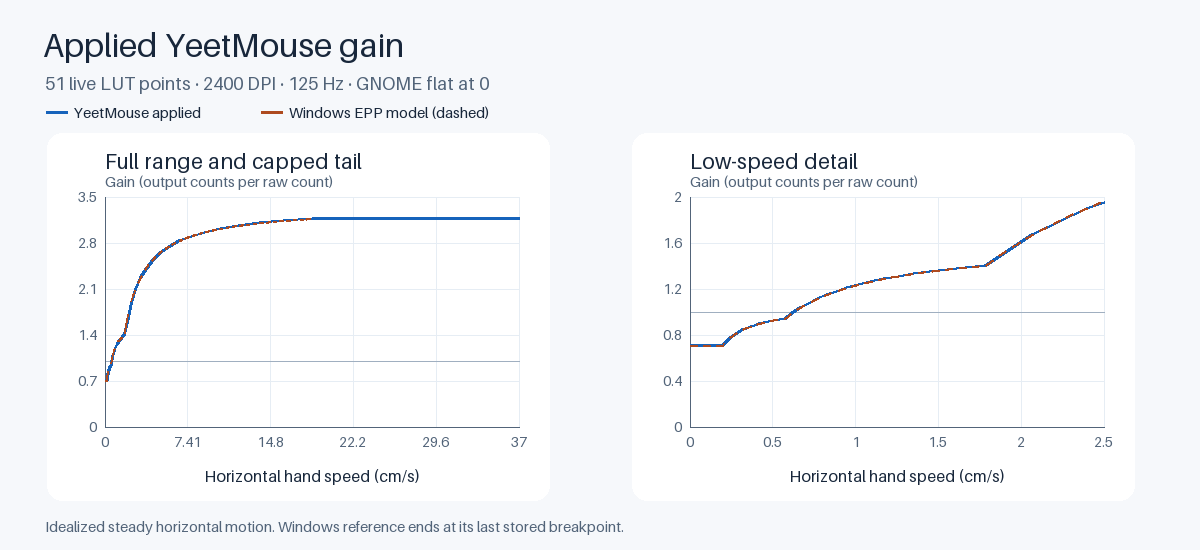 Applied YeetMouse gain
51 live LUT points · 2400 DPI · 125 Hz · GNOME flat at 0
YeetMouse applied
Windows EPP model (dashed)
Full range and capped tail
Gain (output counts per raw count)
3.5
2.8
2.1
1.4
0.7
0
0 7.41 14.8 22.2 29.6 37
Horizontal hand speed (cm/s)
Low-speed detail
Gain (output counts per raw count)
2
1.6
1.2
0.8
0.4
0
0 0.5 1 1.5 2 2.5
Horizontal hand speed (cm/s)
Idealized steady horizontal motion. Windows reference ends at its last stored breakpoint.